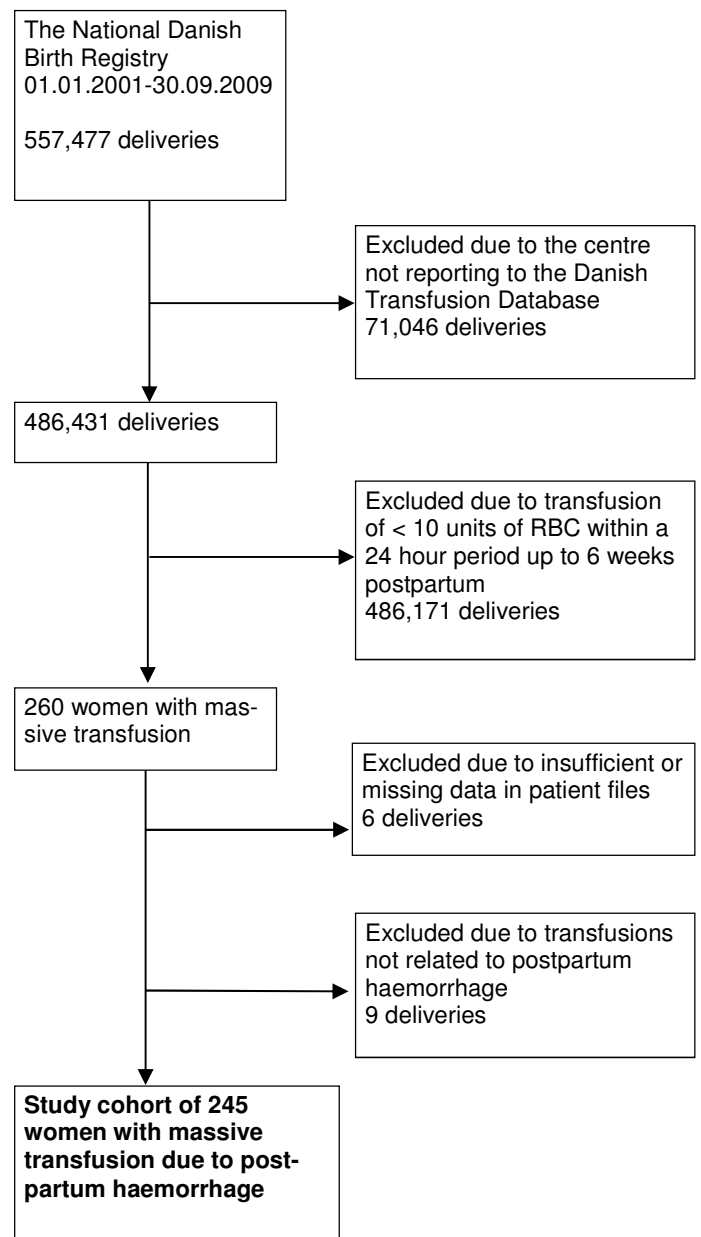 The National Danish
Birth Registry
01.01.2001-30.09.2009
557,477 deliveries
Excluded due to the centre
not reporting to the Danish
Transfusion Database
71,046 deliveries
486,431 deliveries
Excluded due to transfusion
of < 10 units of RBC within a
24 hour period up to 6 weeks
postpartum
486,171 deliveries
260 women with mas-
sive transfusion
Excluded due to insufficient or
missing data in patient files
6 deliveries
Excluded due to transfusions
not related to postpartum
haemorrhage
9 deliveries
Study cohort of 245
women with massive
transfusion due to post-
partum haemorrhage